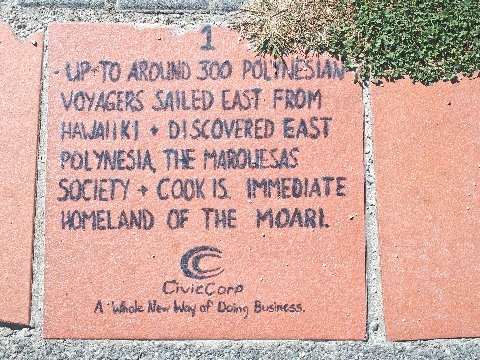 1
- UP-TO AROUND 300 POLYNESIAN
VOYAGERS SAILED EAST FROM
HAWAIIKI + DISCOVERED EAST
POLYNESIA, THE MARQUESAS
SOCIETY + COOK IS. IMMEDIATE
HOMELAND OF THE MOARI.
CivicCorp
A Whole New Way of Doing Business.